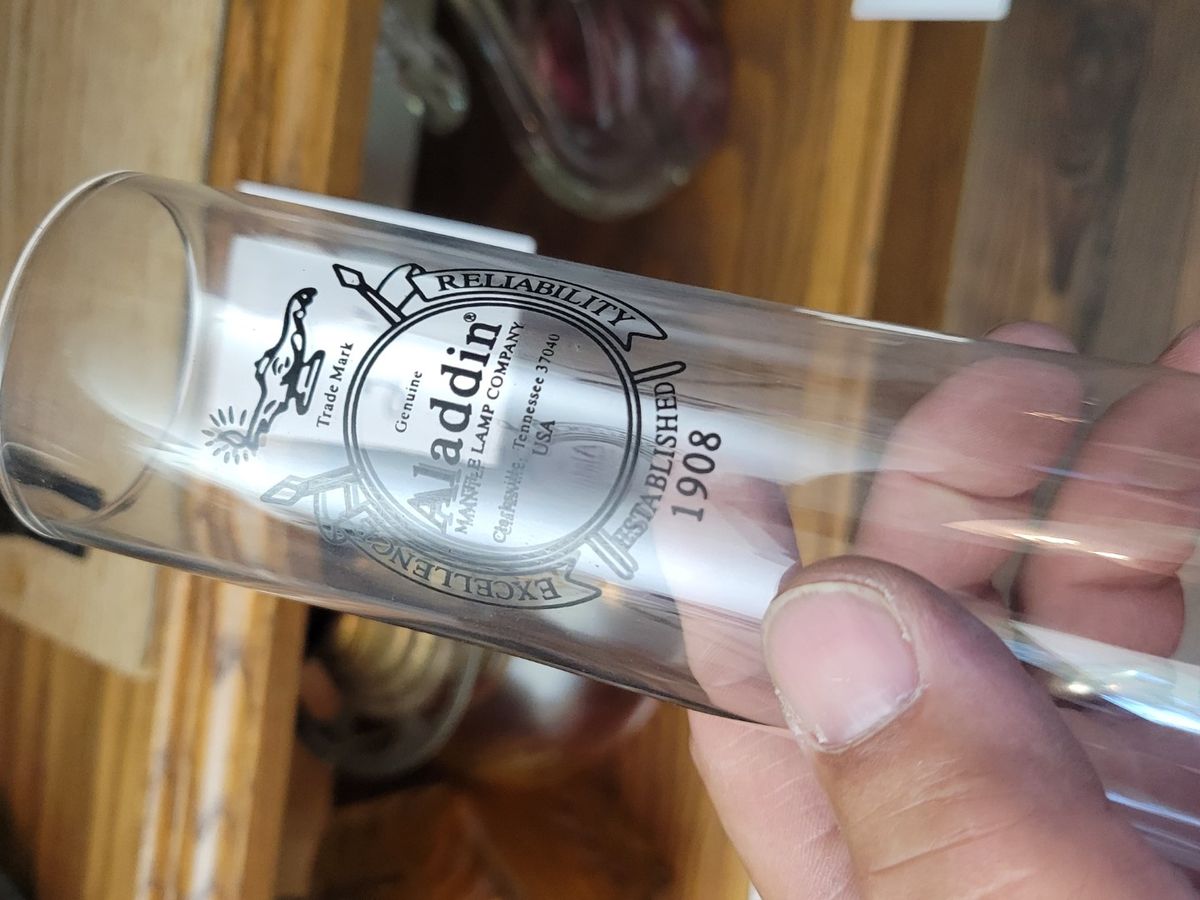 Trade Mark
RELIABILITY
EXCELLENCE
Genuine
Aladdin®
MANTLE LAMP COMPANY
Clarksville, Tennessee 37040
USA
ESTABLISHED
1908